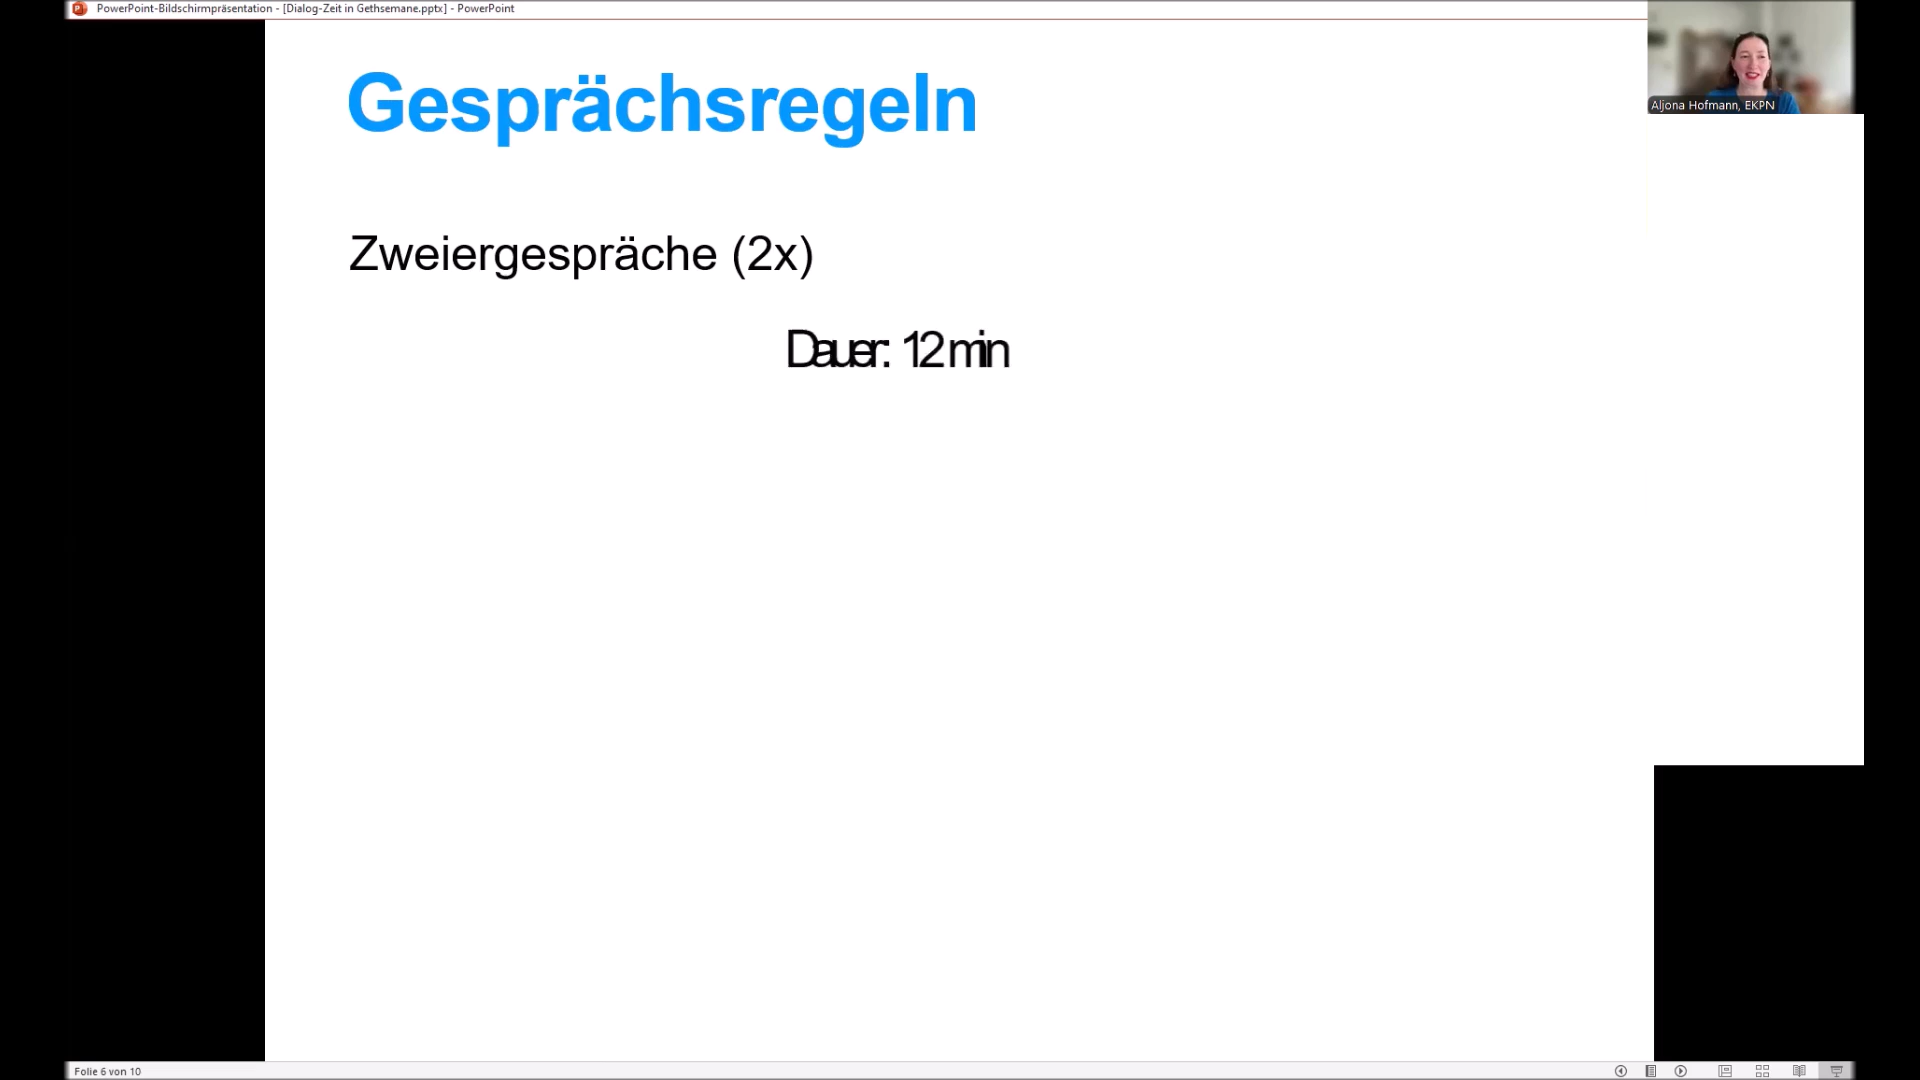 PowerPoint-Bildschirmpräsentation - [Dialog-Zeit in Gethsemane.pptx] - PowerPoint
Gesprächsregeln
Aljona Hofmann, EKPN
Zweiergespräche (2x)
Dauer: 12 min
Folie 6 von 10